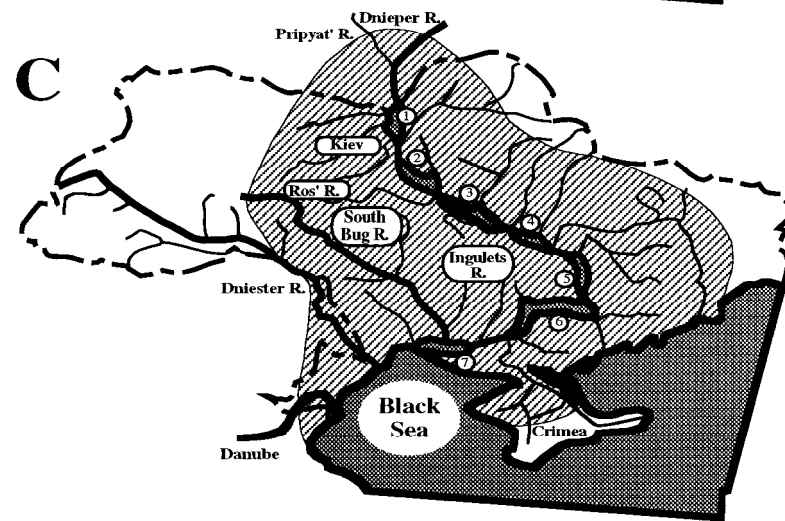 Dnieper R.
Pripyat' R.
C
1
Kiev
2
Ros' R.
3
South
Bug R.
4
Ingulets
R.
5
Dniester R.
6
7
Black
Sea
Crimea
Danube